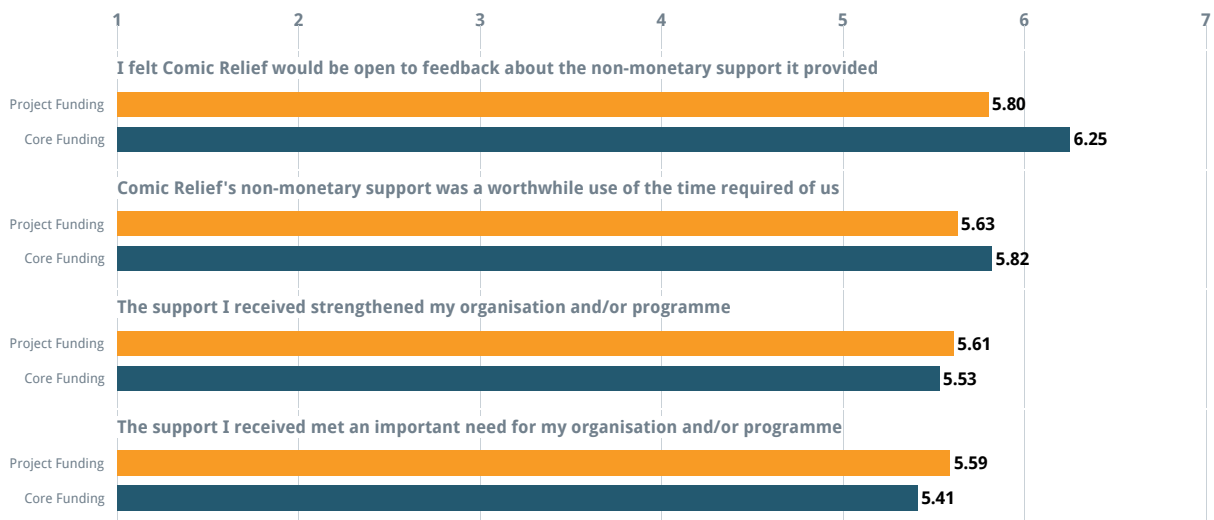 1 2 3 4 5 6 7
I felt Comic Relief would be open to feedback about the non-monetary support it provided
Project Funding 5.80
Core Funding 6.25
Comic Relief's non-monetary support was a worthwhile use of the time required of us
Project Funding 5.63
Core Funding 5.82
The support I received strengthened my organisation and/or programme
Project Funding 5.61
Core Funding 5.53
The support I received met an important need for my organisation and/or programme
Project Funding 5.59
Core Funding 5.41